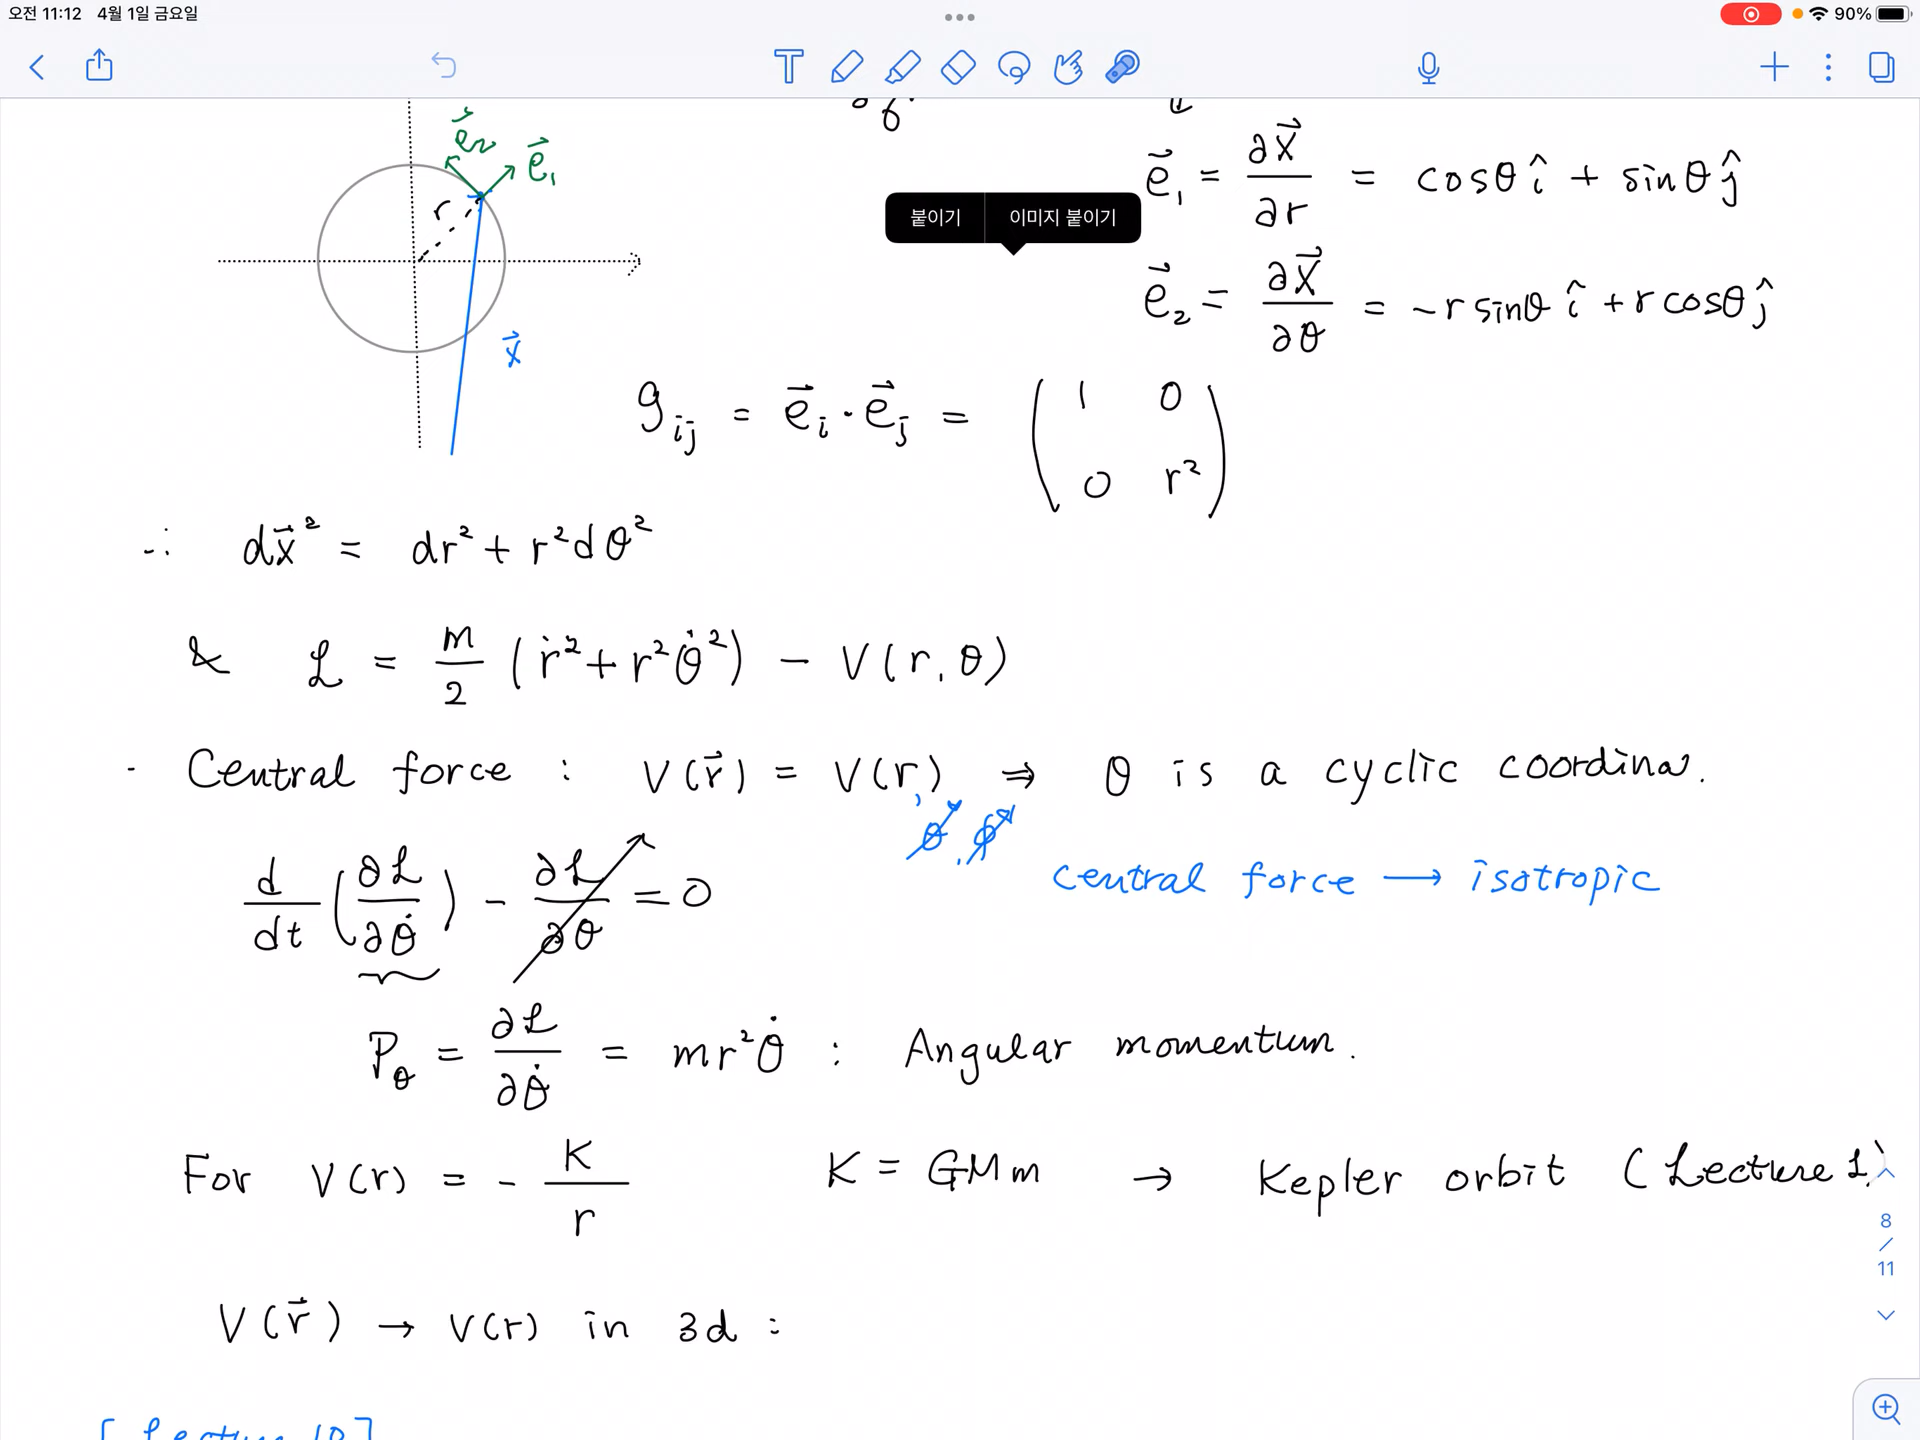 오전 11:12 4월 1일 금요일
90%
e⃗₂ e⃗₁
r
x⃗
e⃗₁ = ∂x⃗/∂r = cosθ î + sinθ ĵ
붙이기 이미지 붙이기
e⃗₂ = ∂x⃗/∂θ = -r sinθ î + r cosθ ĵ
g_ij = e⃗_i · e⃗_j = ( 1 0
0 r² )
∴ dx⃗² = dr² + r²dθ²
& ℒ = m/2 (ṙ² + r²θ̇²) - V(r, θ)
· Central force : V(r⃗) = V(r,) ⇒ θ is a cyclic coordina.
θ, φ
central force → isotropic
d/dt (∂ℒ/∂θ̇) - ∂ℒ/∂θ = 0
P_θ = ∂ℒ/∂θ̇ = mr²θ̇ : Angular momentum.
For V(r) = - K/r K = GMm → Kepler orbit (Lecture 1)
8
/
11
V(r⃗) → V(r) in 3d :